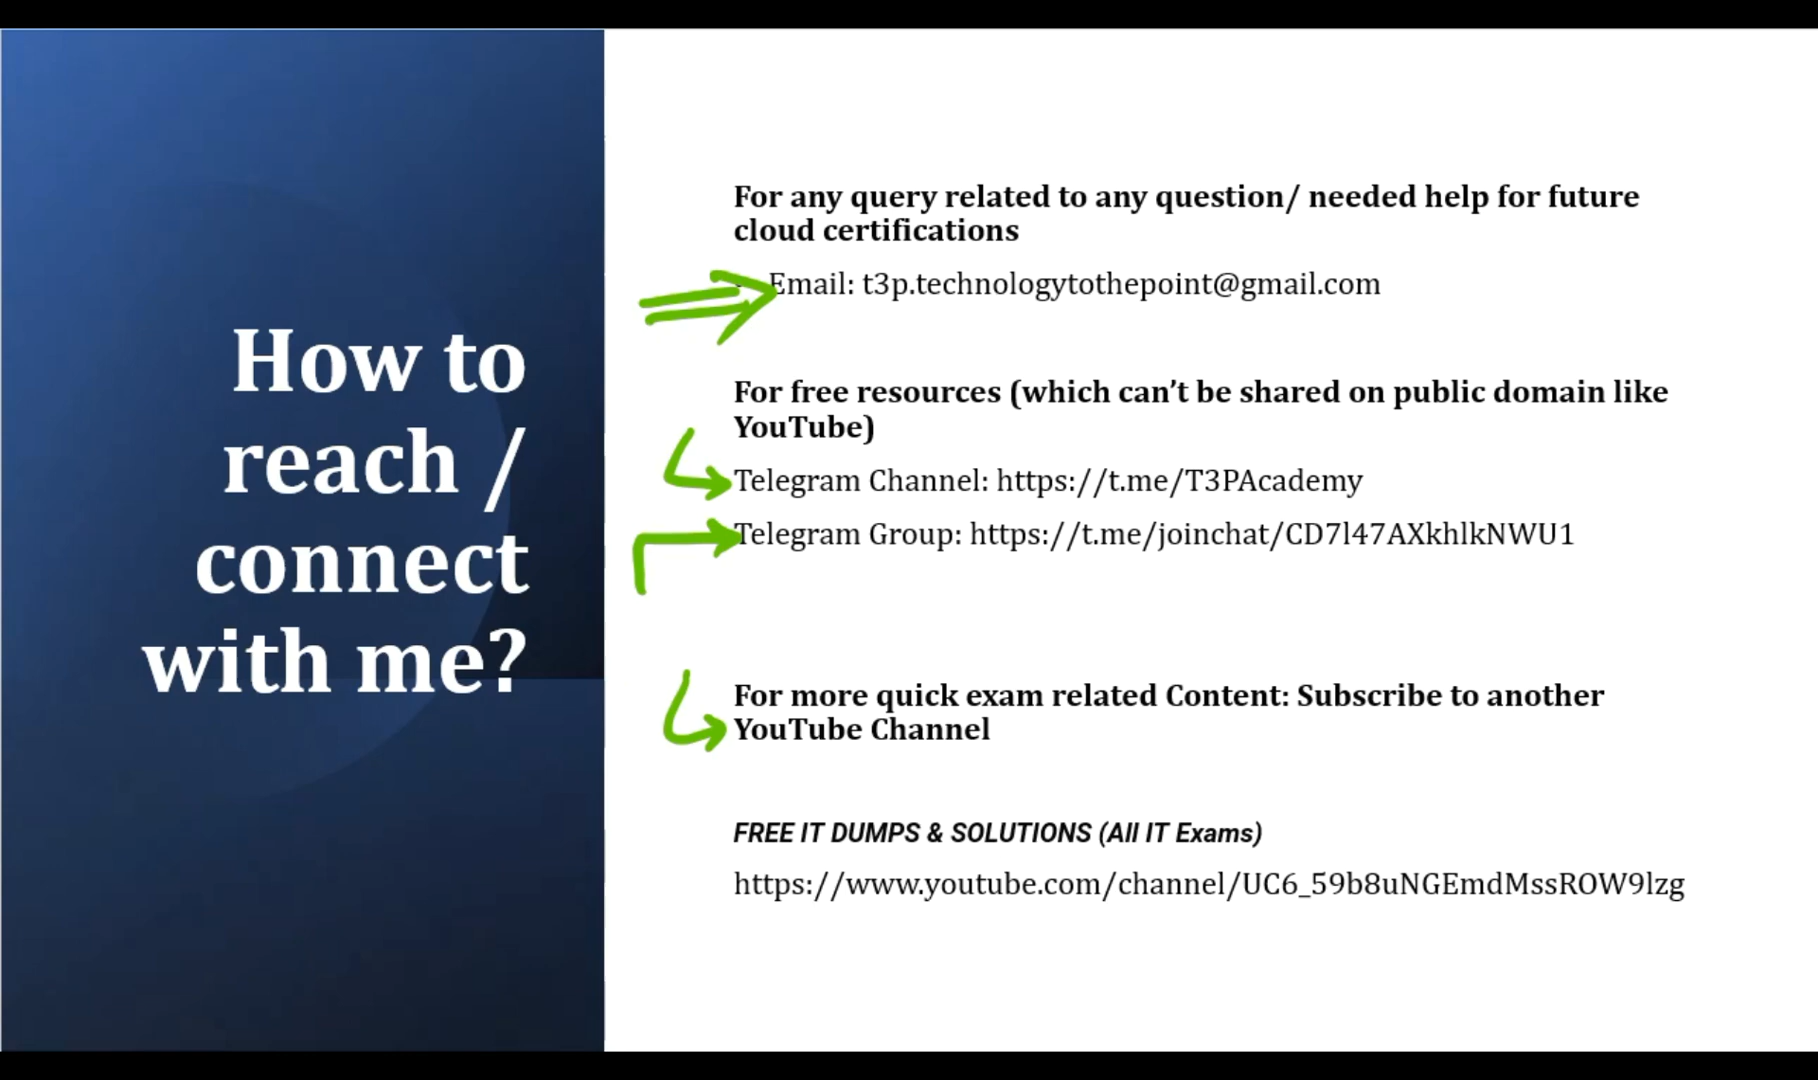 How to
reach /
connect
with me?
For any query related to any question/ needed help for future
cloud certifications
Email: t3p.technologytothepoint@gmail.com
For free resources (which can’t be shared on public domain like
YouTube)
Telegram Channel: https://t.me/T3PAcademy
Telegram Group: https://t.me/joinchat/CD7l47AXkhlkNWU1
For more quick exam related Content: Subscribe to another
YouTube Channel
FREE IT DUMPS & SOLUTIONS (All IT Exams)
https://www.youtube.com/channel/UC6_59b8uNGEmdMssROW9lzg